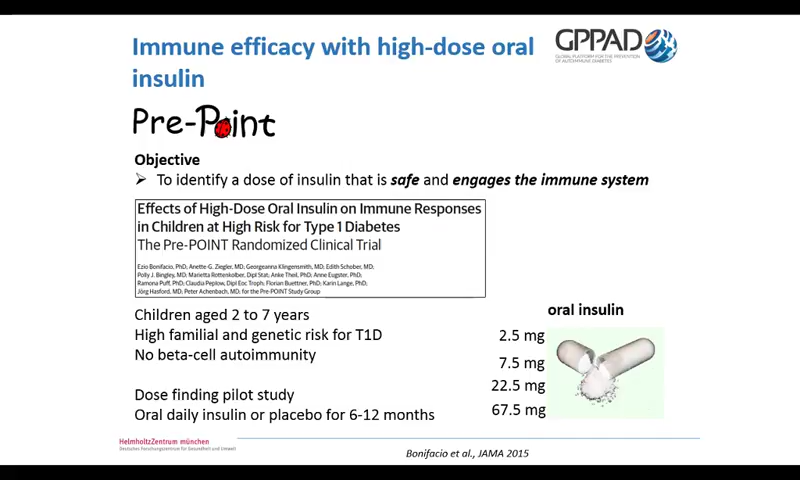 Immune efficacy with high-dose oral
insulin
GPPAD
GLOBAL PLATFORM FOR THE PREVENTION
OF AUTOIMMUNE DIABETES
Pre-Point
Objective
➢ To identify a dose of insulin that is safe and engages the immune system
Effects of High-Dose Oral Insulin on Immune Responses
in Children at High Risk for Type 1 Diabetes
The Pre-POINT Randomized Clinical Trial
Ezio Bonifacio, PhD; Anette-G. Ziegler, MD; Georgeanna Klingensmith, MD; Edith Schober, MD;
Polly J. Bingley, MD; Marietta Rottenkolber, Dipl Stat; Anke Theil, PhD; Anne Eugster, PhD;
Ramona Puff, PhD; Claudia Peplow, Dipl Eoc Troph; Florian Buettner, PhD; Karin Lange, PhD;
Jörg Hasford, MD; Peter Achenbach, MD; for the Pre-POINT Study Group
Children aged 2 to 7 years
High familial and genetic risk for T1D
No beta-cell autoimmunity
Dose finding pilot study
Oral daily insulin or placebo for 6-12 months
oral insulin
2.5 mg
7.5 mg
22.5 mg
67.5 mg
HelmholtzZentrum münchen
Deutsches Forschungszentrum für Gesundheit und Umwelt
Bonifacio et al., JAMA 2015